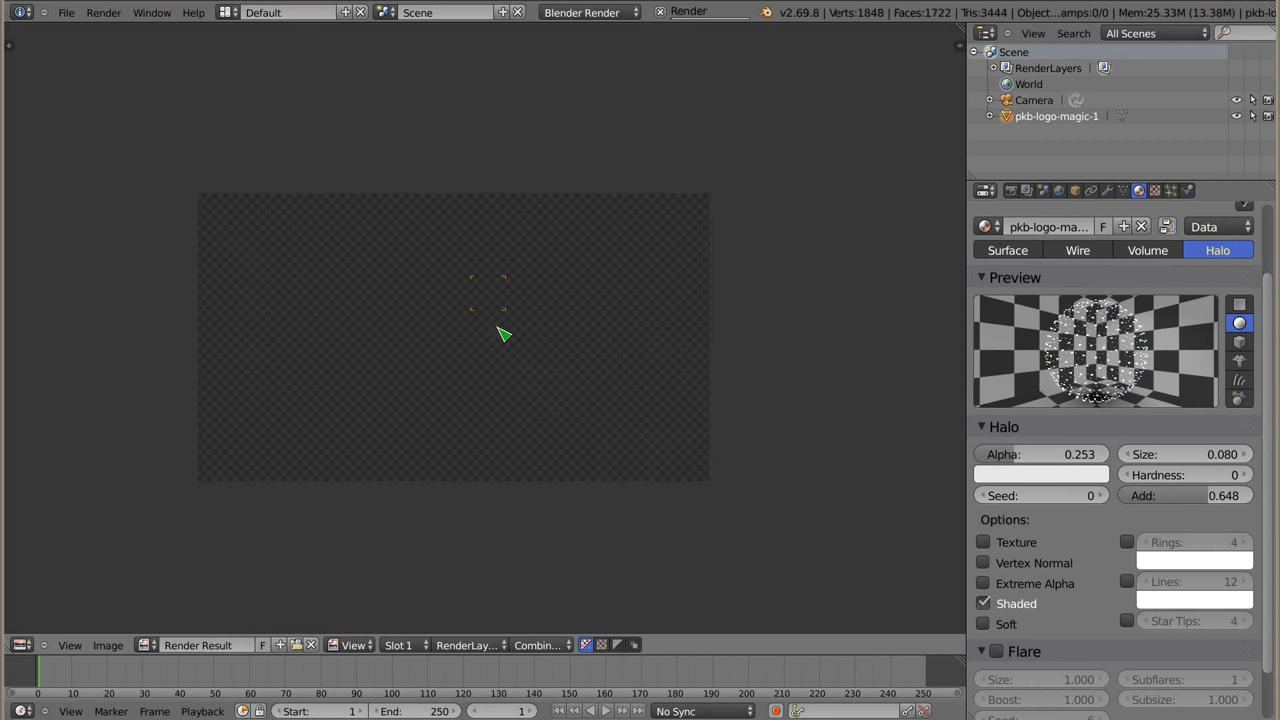 File Render Window Help Default Scene Blender Render Render v2.69.8 | Verts:1848 | Faces:1722 | Tris:3444 | Object...amps:0/0 | Mem:25.33M (13.38M) | pkb-lo
View Search All Scenes
Scene
RenderLayers |
World
Camera |
pkb-logo-magic-1 |
pkb-logo-ma... F Data
Surface Wire Volume Halo
Preview
Halo
Alpha: 0.253 Size: 0.080
Hardness: 0
Seed: 0 Add: 0.648
Options:
Texture Rings: 4
Vertex Normal
Extreme Alpha Lines: 12
Shaded
Soft Star Tips: 4
Flare
Size: 1.000 Subflares: 1
Boost: 1.000 Subsize: 1.000
View Image Render Result F View Slot 1 RenderLay... Combin...
0 10 20 30 40 50 60 70 80 90 100 110 120 130 140 150 160 170 180 190 200 210 220 230 240 250
View Marker Frame Playback Start: 1 End: 250 1 No Sync